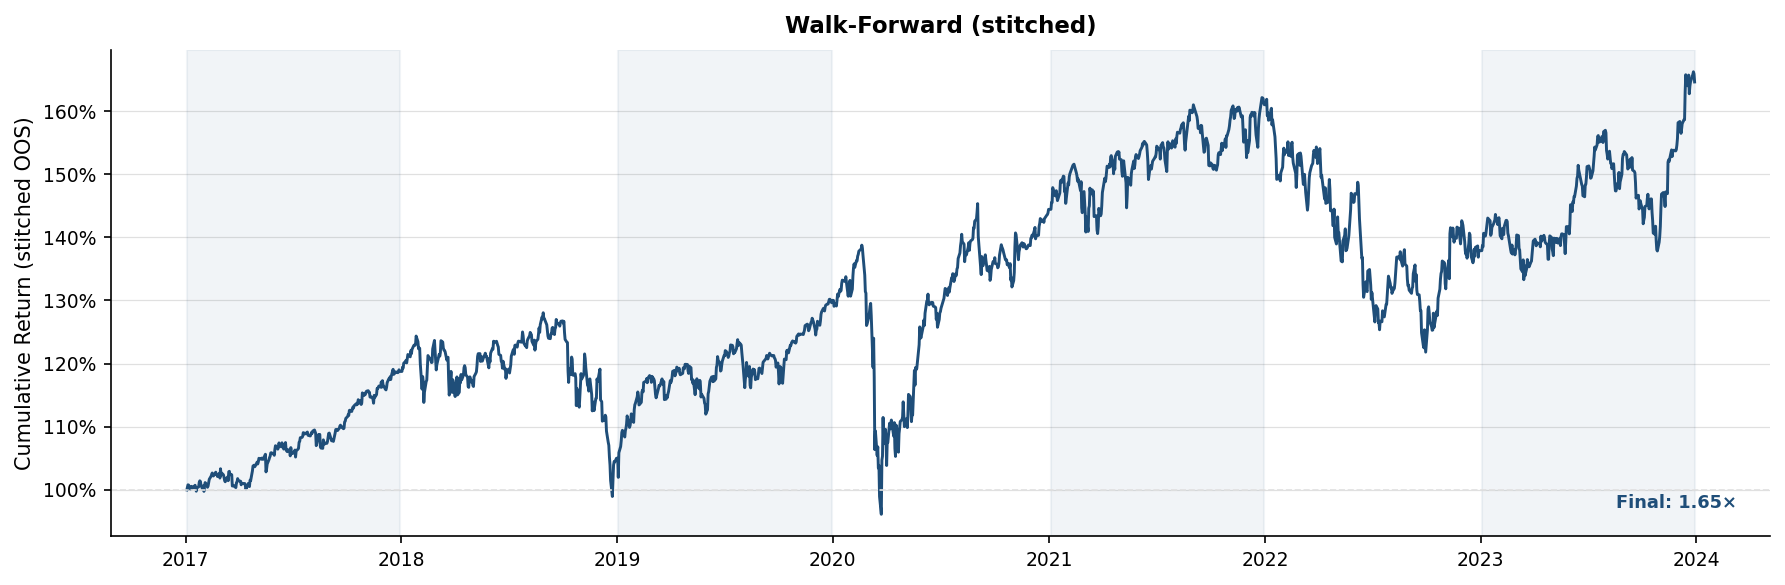 Walk-Forward (stitched)
Cumulative Return (stitched OOS)
160%
150%
140%
130%
120%
110%
100%
Final: 1.65×
2017 2018 2019 2020 2021 2022 2023 2024